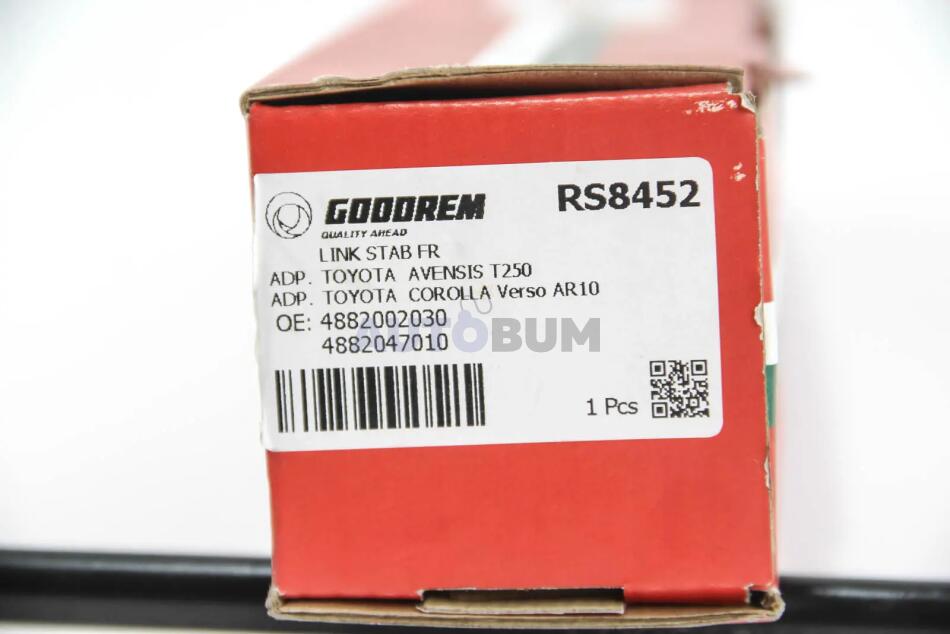 GOODREM
RS8452
QUALITY AHEAD
LINK STAB FR
ADP. TOYOTA AVENSIS T250
ADP. TOYOTA COROLLA Verso AR10
OE: 4882002030
4882047010
AUTOBUM
1 Pcs